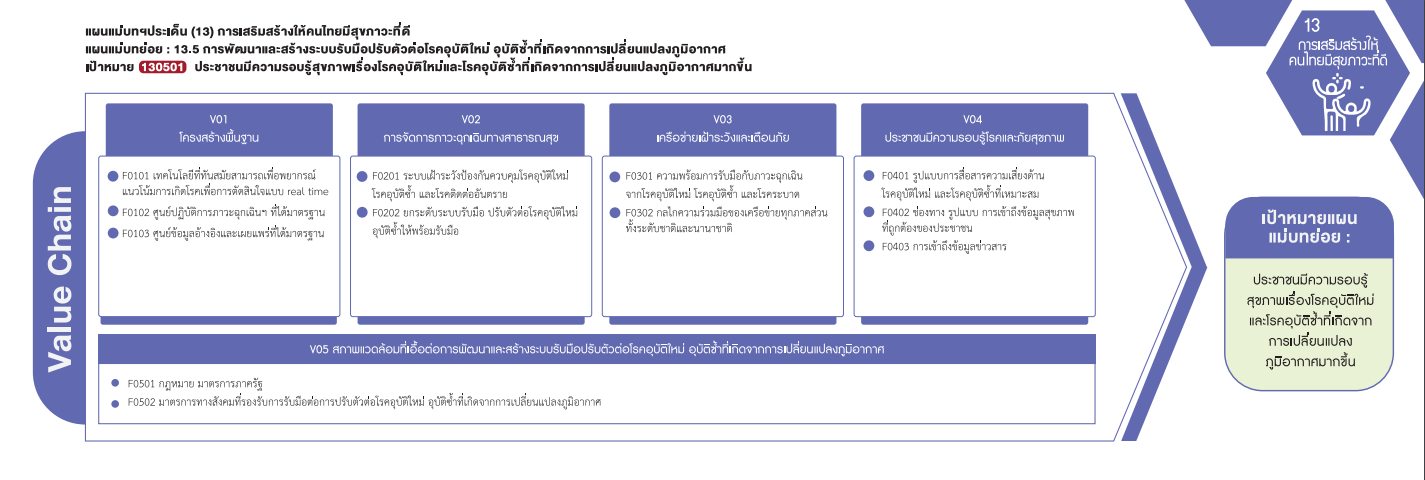 แผนแม่บทฯประเด็น (13) การเสริมสร้างให้คนไทยมีสุขภาวะที่ดี
แผนแม่บทย่อย : 13.5 การพัฒนาและสร้างระบบรับมือปรับตัวต่อโรคอุบัติใหม่ อุบัติซ้ำที่เกิดจากการเปลี่ยนแปลงภูมิอากาศ
เป้าหมาย 130501 ประชาชนมีความรอบรู้สุขภาพเรื่องโรคอุบัติใหม่และโรคอุบัติซ้ำที่เกิดจากการเปลี่ยนแปลงภูมิอากาศมากขึ้น
13
การเสริมสร้างให้
คนไทยมีสุขภาวะที่ดี
Value Chain
V01
โครงสร้างพื้นฐาน
F0101 เทคโนโลยีที่ทันสมัยสามารถเพื่อพยากรณ์
แนวโน้มการเกิดโรคเพื่อการตัดสินใจแบบ real time
F0102 ศูนย์ปฏิบัติการภาวะฉุกเฉินฯ ที่ได้มาตรฐาน
F0103 ศูนย์ข้อมูลอ้างอิงและเผยแพร่ที่ได้มาตรฐาน
V02
การจัดการภาวะฉุกเฉินทางสาธารณสุข
F0201 ระบบเฝ้าระวังป้องกันควบคุมโรคอุบัติใหม่
โรคอุบัติซ้ำ และโรคติดต่ออันตราย
F0202 ยกระดับระบบรับมือ ปรับตัวต่อโรคอุบัติใหม่
อุบัติซ้ำให้พร้อมรับมือ
V03
เครือข่ายเฝ้าระวังและเตือนภัย
F0301 ความพร้อมการรับมือกับภาวะฉุกเฉิน
จากโรคอุบัติใหม่ โรคอุบัติซ้ำ และโรคระบาด
F0302 กลไกความร่วมมือของเครือข่ายทุกภาคส่วน
ทั้งระดับชาติและนานาชาติ
V04
ประชาชนมีความรอบรู้โรคและภัยสุขภาพ
F0401 รูปแบบการสื่อสารความเสี่ยงด้าน
โรคอุบัติใหม่ และโรคอุบัติซ้ำที่เหมาะสม
F0402 ช่องทาง รูปแบบ การเข้าถึงข้อมูลสุขภาพ
ที่ถูกต้องของประชาชน
F0403 การเข้าถึงข้อมูลข่าวสาร
V05 สภาพแวดล้อมที่เอื้อต่อการพัฒนาและสร้างระบบรับมือปรับตัวต่อโรคอุบัติใหม่ อุบัติซ้ำที่เกิดจากการเปลี่ยนแปลงภูมิอากาศ
F0501 กฎหมาย มาตรการภาครัฐ
F0502 มาตรการทางสังคมที่รองรับการรับมือต่อการปรับตัวต่อโรคอุบัติใหม่ อุบัติซ้ำที่เกิดจากการเปลี่ยนแปลงภูมิอากาศ
เป้าหมายแผน
แม่บทย่อย :
ประชาชนมีความรอบรู้
สุขภาพเรื่องโรคอุบัติใหม่
และโรคอุบัติซ้ำที่เกิดจาก
การเปลี่ยนแปลง
ภูมิอากาศมากขึ้น